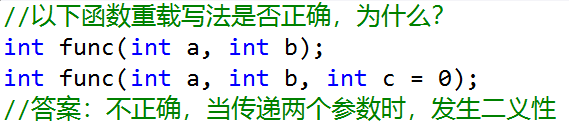 //以下函数重载写法是否正确，为什么？
int func(int a, int b);
int func(int a, int b, int c = 0);
//答案：不正确，当传递两个参数时，发生二义性